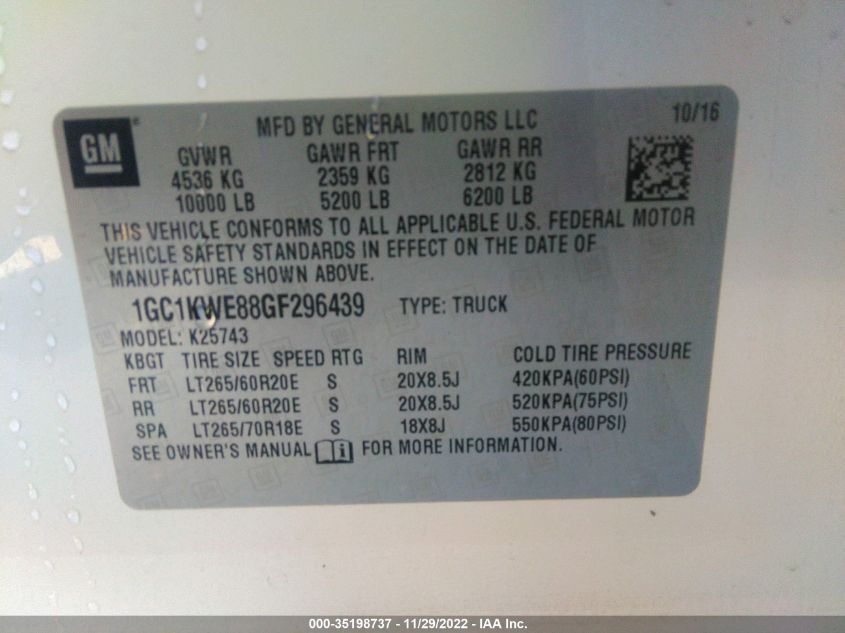 GM
MFD BY GENERAL MOTORS LLC 10/16
GVWR GAWR FRT GAWR RR
4536 KG 2359 KG 2812 KG
10000 LB 5200 LB 6200 LB
THIS VEHICLE CONFORMS TO ALL APPLICABLE U.S. FEDERAL MOTOR
VEHICLE SAFETY STANDARDS IN EFFECT ON THE DATE OF
MANUFACTURE SHOWN ABOVE.
1GC1KWE88GF296439 TYPE: TRUCK
MODEL: K25743
KBGT TIRE SIZE SPEED RTG RIM COLD TIRE PRESSURE
FRT LT265/60R20E S 20X8.5J 420KPA(60PSI)
RR LT265/60R20E S 20X8.5J 520KPA(75PSI)
SPA LT265/70R18E S 18X8J 550KPA(80PSI)
SEE OWNER'S MANUAL FOR MORE INFORMATION.
000-35198737 - 11/29/2022 - IAA Inc.